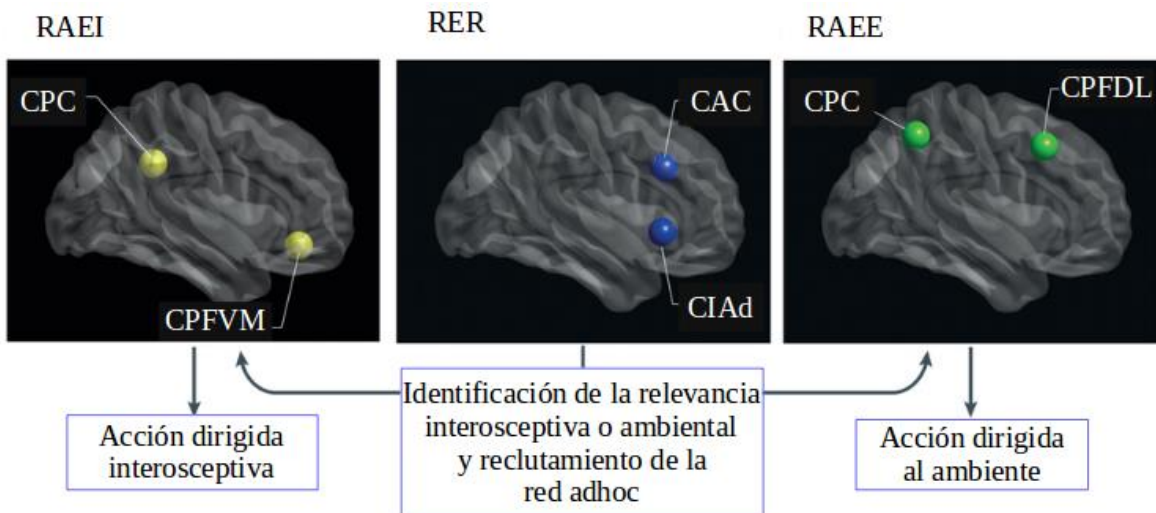 RAEI
RER
RAEE
CPC
CPFVM
CAC
CIAd
CPC
CPFDL
Acción dirigida
interosceptiva
Identificación de la relevancia
interosceptiva o ambiental
y reclutamiento de la
red adhoc
Acción dirigida
al ambiente